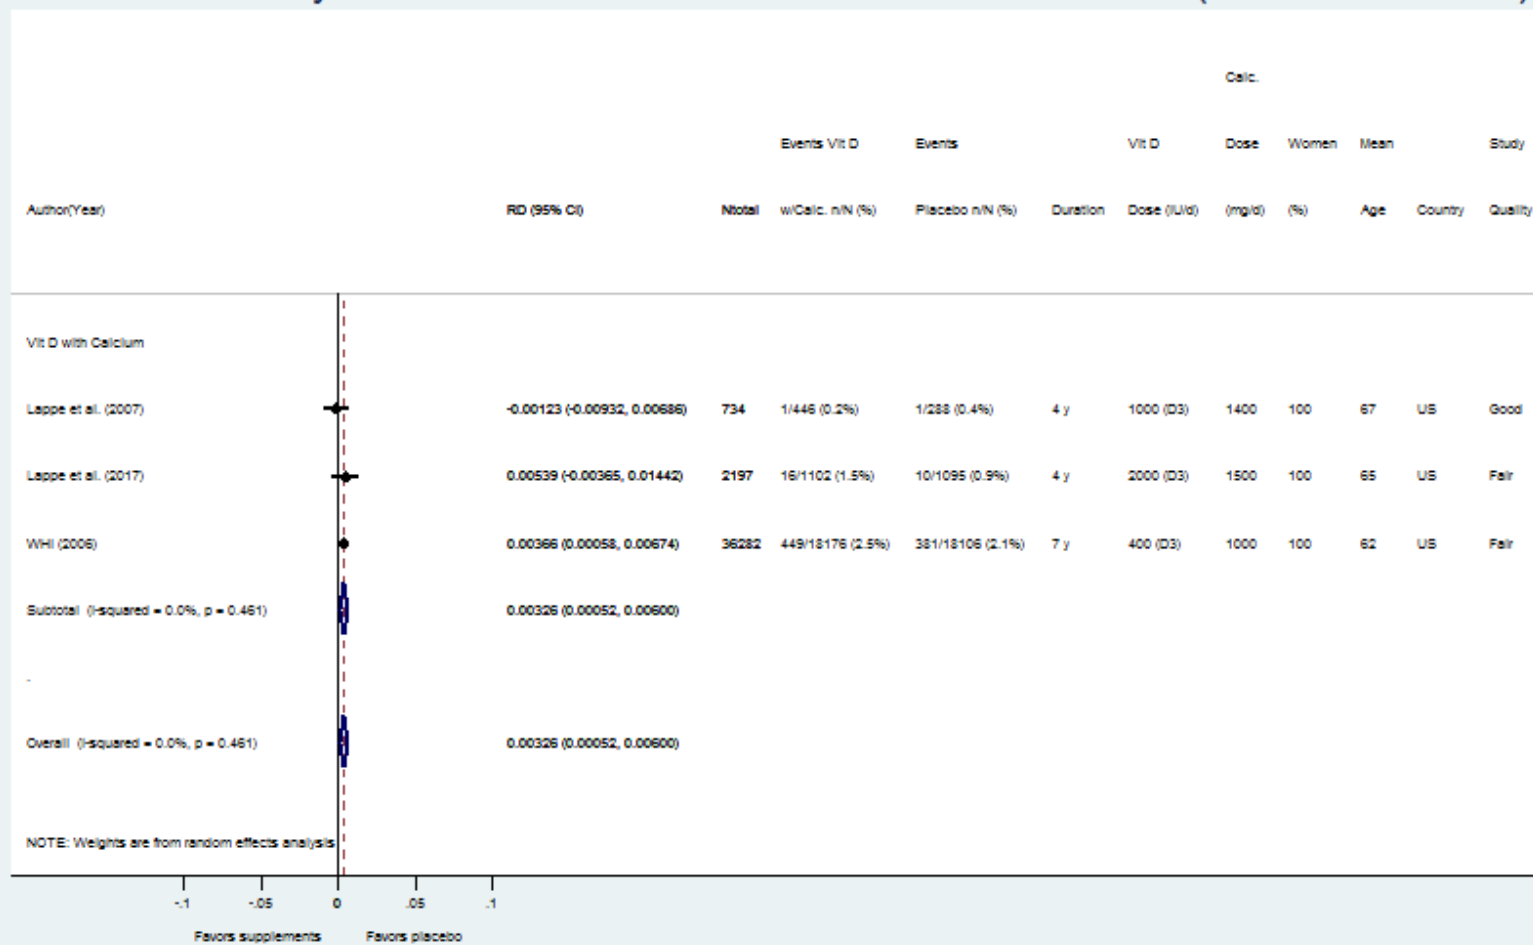 Calc.
Events Vit D Events Vit D Dose Women Mean Study
Author(Year) RD (95% CI) Ntotal w/Calc. n/N (%) Placebo n/N (%) Duration Dose (IU/d) (mg/d) (%) Age Country Quality
Vit D with Calcium
Lappe et al. (2007) -0.00123 (-0.00932, 0.00686) 734 1/446 (0.2%) 1/288 (0.4%) 4 y 1000 (D3) 1400 100 67 US Good
Lappe et al. (2017) 0.00539 (-0.00365, 0.01442) 2197 16/1102 (1.5%) 10/1095 (0.9%) 4 y 2000 (D3) 1500 100 65 US Fair
WHI (2006) 0.00366 (0.00058, 0.00674) 36282 449/18176 (2.5%) 381/18106 (2.1%) 7 y 400 (D3) 1000 100 62 US Fair
Subtotal (I-squared = 0.0%, p = 0.461) 0.00326 (0.00052, 0.00600)
.
Overall (I-squared = 0.0%, p = 0.461) 0.00326 (0.00052, 0.00600)
NOTE: Weights are from random effects analysis
-.1 -.05 0 .05 .1
Favors supplements Favors placebo